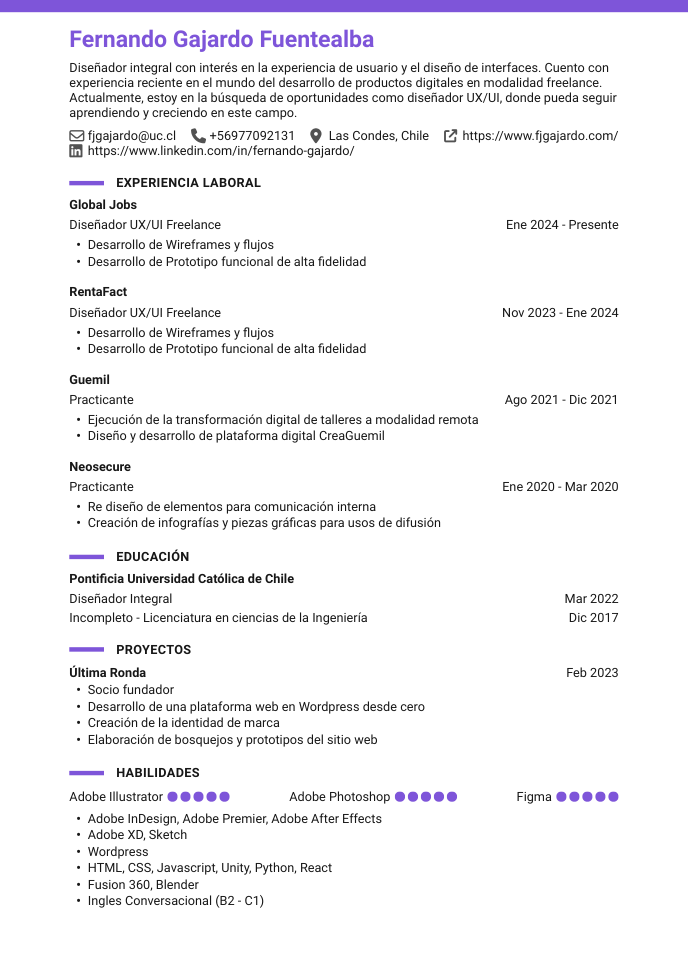 Fernando Gajardo Fuentealba
Diseñador integral con interés en la experiencia de usuario y el diseño de interfaces. Cuento con
experiencia reciente en el mundo del desarrollo de productos digitales en modalidad freelance.
Actualmente, estoy en la búsqueda de oportunidades como diseñador UX/UI, donde pueda seguir
aprendiendo y creciendo en este campo.
fjgajardo@uc.cl +56977092131 Las Condes, Chile https://www.fjgajardo.com/
https://www.linkedin.com/in/fernando-gajardo/
EXPERIENCIA LABORAL
Global Jobs
Diseñador UX/UI Freelance Ene 2024 - Presente
• Desarrollo de Wireframes y flujos
• Desarrollo de Prototipo funcional de alta fidelidad
RentaFact
Diseñador UX/UI Freelance Nov 2023 - Ene 2024
• Desarrollo de Wireframes y flujos
• Desarrollo de Prototipo funcional de alta fidelidad
Guemil
Practicante Ago 2021 - Dic 2021
• Ejecución de la transformación digital de talleres a modalidad remota
• Diseño y desarrollo de plataforma digital CreaGuemil
Neosecure
Practicante Ene 2020 - Mar 2020
• Re diseño de elementos para comunicación interna
• Creación de infografías y piezas gráficas para usos de difusión
EDUCACIÓN
Pontificia Universidad Católica de Chile
Diseñador Integral Mar 2022
Incompleto - Licenciatura en ciencias de la Ingeniería Dic 2017
PROYECTOS
Última Ronda Feb 2023
• Socio fundador
• Desarrollo de una plataforma web en Wordpress desde cero
• Creación de la identidad de marca
• Elaboración de bosquejos y prototipos del sitio web
HABILIDADES
Adobe Illustrator Adobe Photoshop Figma
• Adobe InDesign, Adobe Premier, Adobe After Effects
• Adobe XD, Sketch
• Wordpress
• HTML, CSS, Javascript, Unity, Python, React
• Fusion 360, Blender
• Ingles Conversacional (B2 - C1)